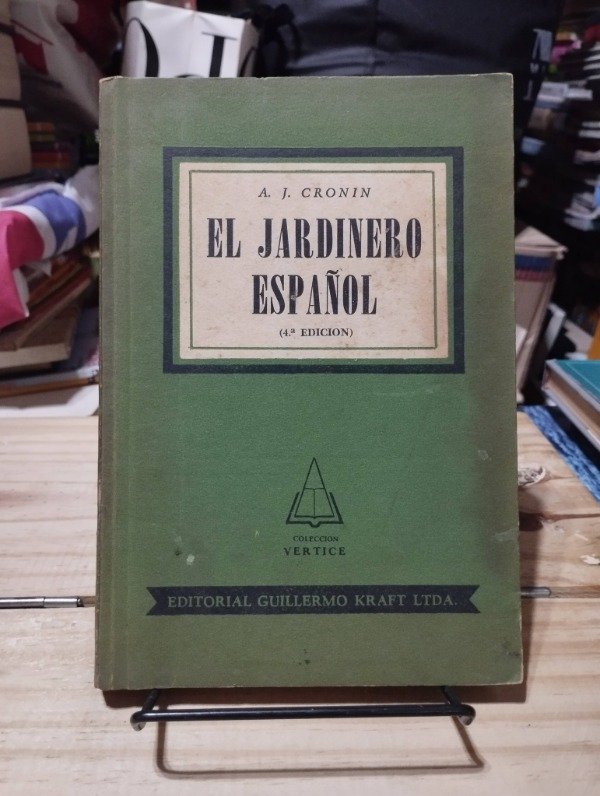 A. J. CRONIN
EL JARDINERO
ESPAÑOL
(4.ª EDICION)
COLECCION
VERTICE
EDITORIAL GUILLERMO KRAFT LTDA.